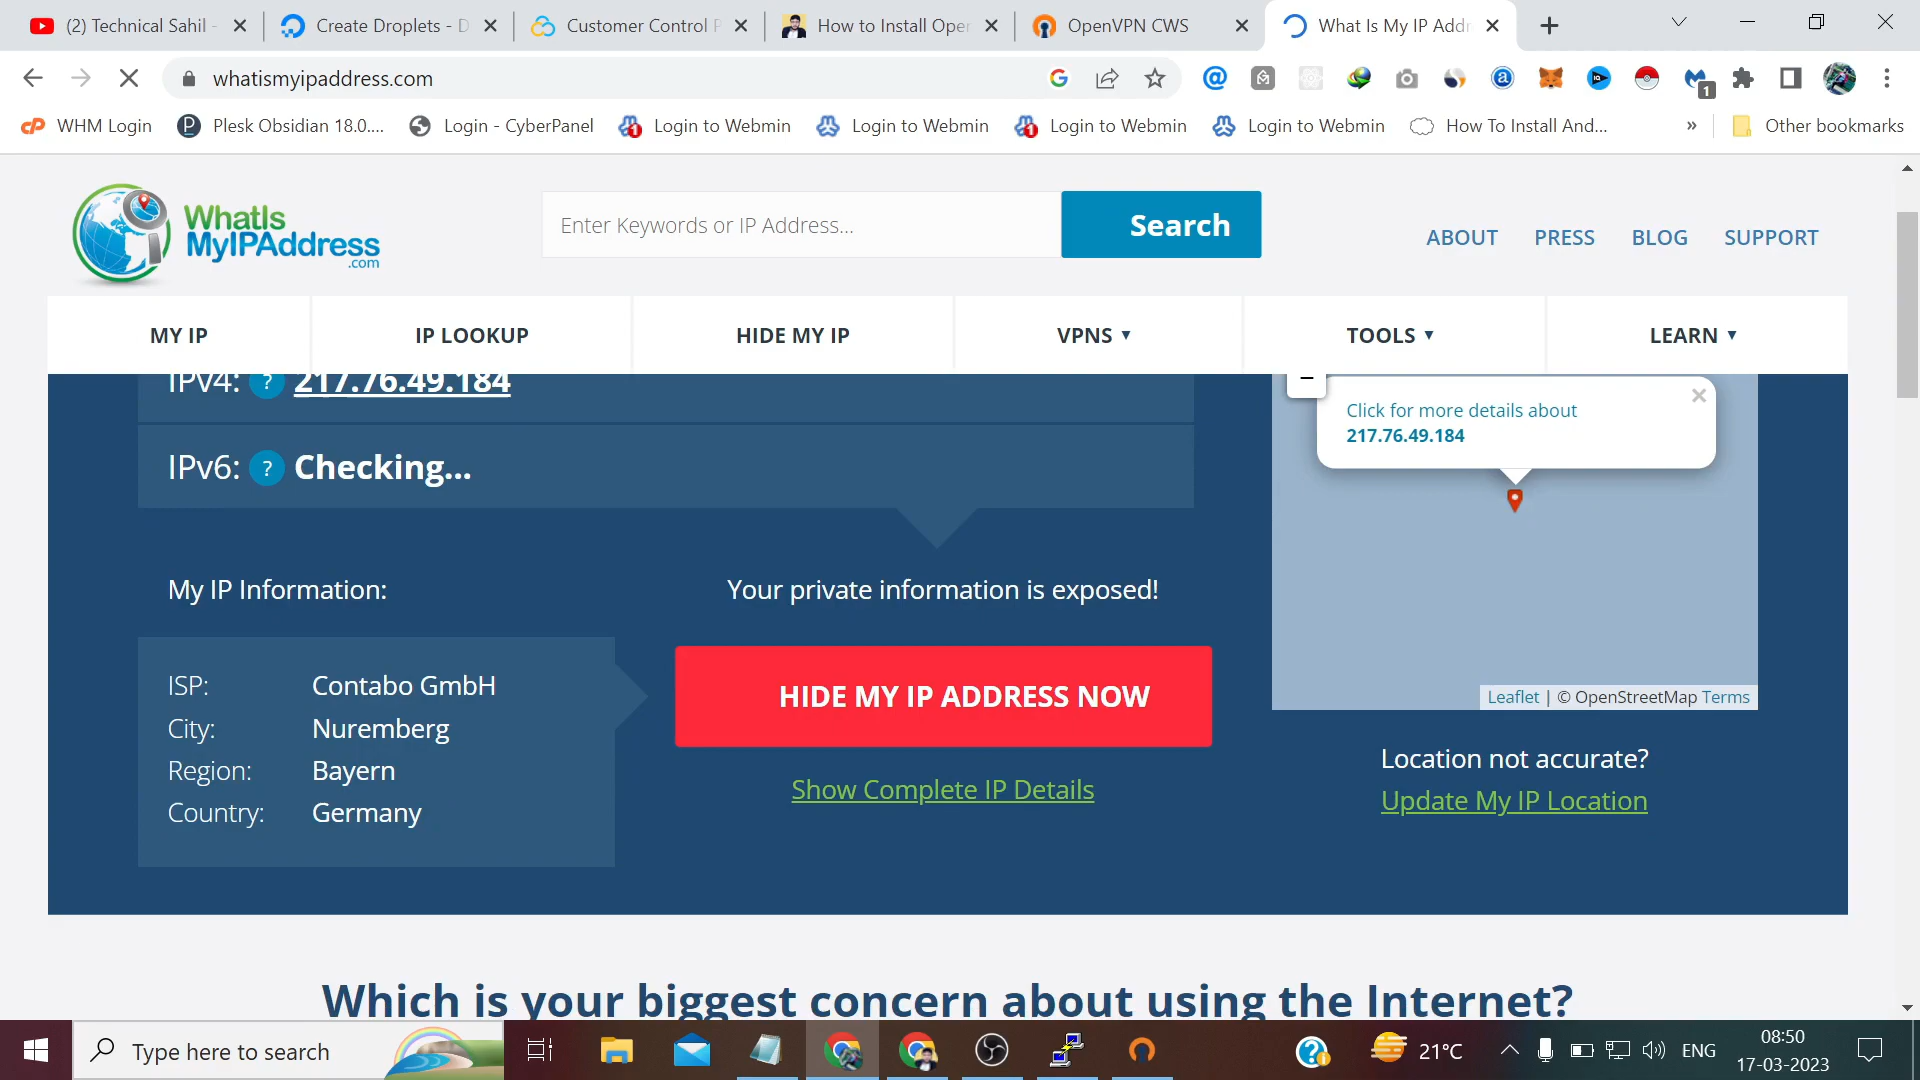 (2) Technical Sahil -
Create Droplets - D
Customer Control P
How to Install Oper
OpenVPN CWS
What Is My IP Addr
whatismyipaddress.com
1
WHM Login
Plesk Obsidian 18.0....
Login - CyberPanel
Login to Webmin
Login to Webmin
Login to Webmin
Login to Webmin
How To Install And...
»
Other bookmarks
WhatIs
MyIPAddress
.com
Enter Keywords or IP Address...
Search
ABOUT
PRESS
BLOG
SUPPORT
MY IP
IP LOOKUP
HIDE MY IP
VPNS
TOOLS
LEARN
IPv4: ? 217.76.49.184
IPv6: ? Checking...
Click for more details about
217.76.49.184
My IP Information:
Your private information is exposed!
ISP: Contabo GmbH
City: Nuremberg
Region: Bayern
Country: Germany
HIDE MY IP ADDRESS NOW
Show Complete IP Details
Leaflet | © OpenStreetMap Terms
Location not accurate?
Update My IP Location
Which is your biggest concern about using the Internet?
Type here to search
21°C
ENG
08:50
17-03-2023